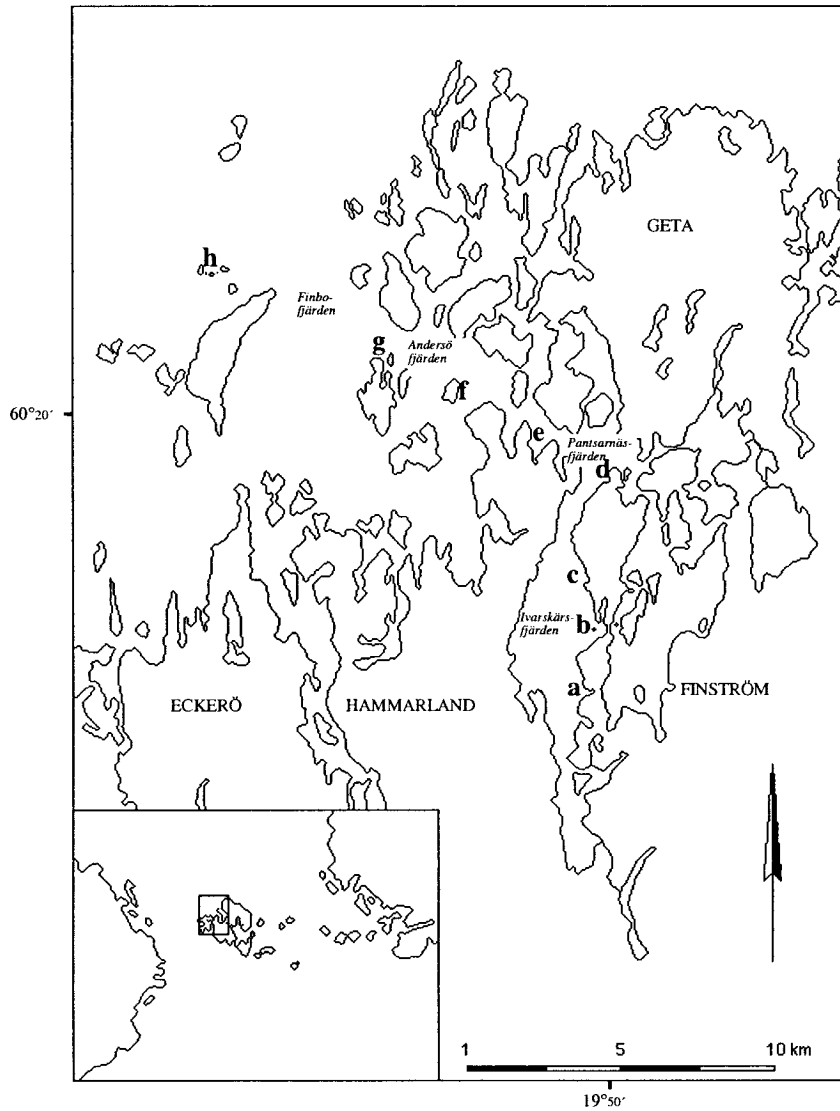 GETA
h
Finbo-
fjärden
g
Andersö
fjärden
f
60°20´
e
Pantsarnäs-
fjärden
d
c
Ivarskärs-
fjärden
b
a
ECKERÖ
HAMMARLAND
FINSTRÖM
1
5
10 km
19°50´